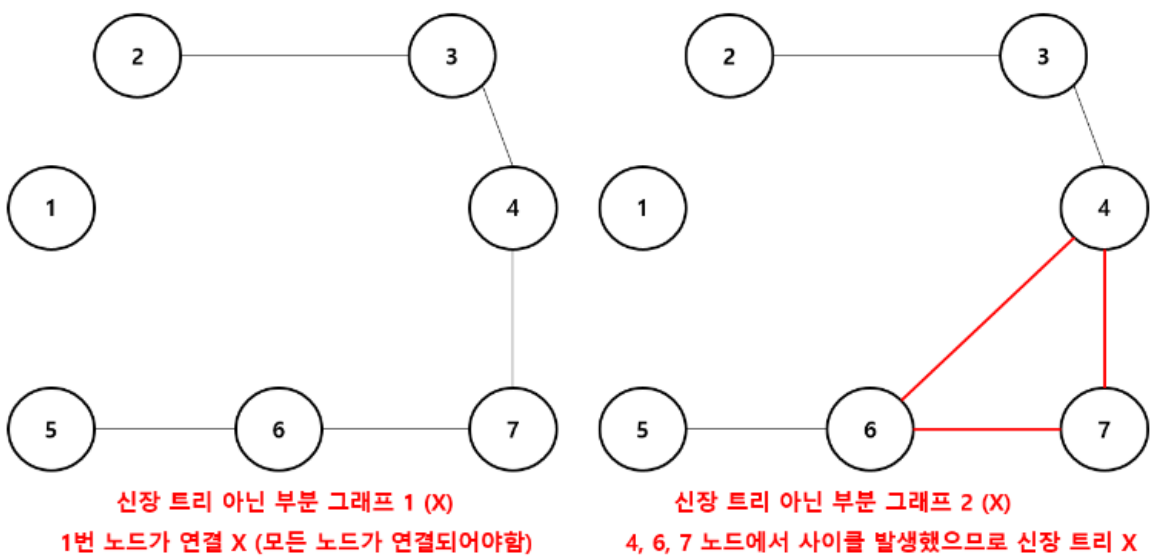 2 3 2 3
1 4 1 4
5 6 7 5 6 7
신장 트리 아닌 부분 그래프 1 (X)
1번 노드가 연결 X (모든 노드가 연결되어야함)
신장 트리 아닌 부분 그래프 2 (X)
4, 6, 7 노드에서 사이클 발생했으므로 신장 트리 X